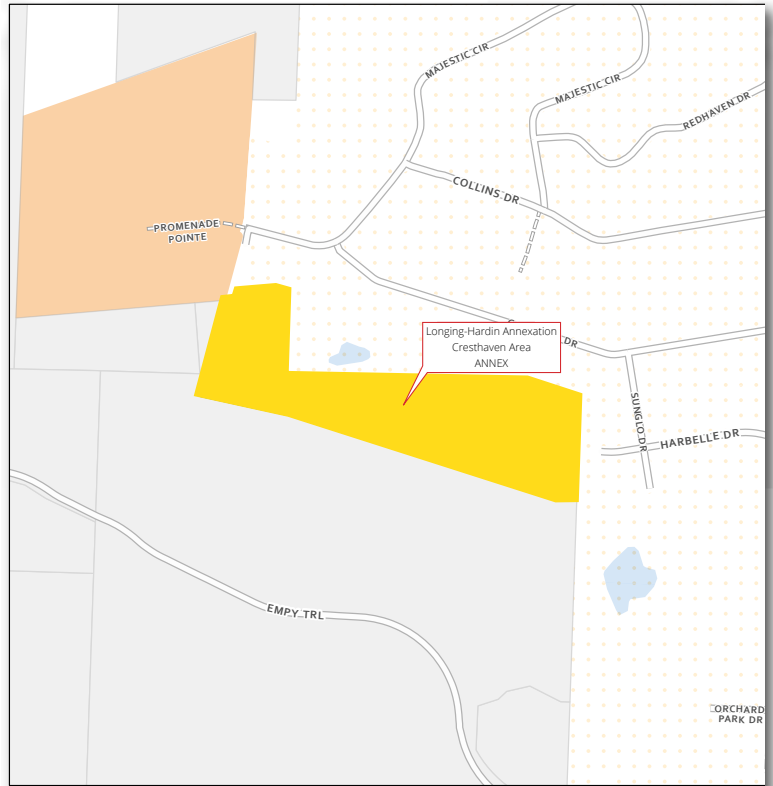 MAJESTIC CIR
MAJESTIC CIR
REDHAVEN DR
COLLINS DR
PROMENADE
POINTE
Longing-Hardin Annexation
Cresthaven Area
ANNEX
DR
SUNGLO DR
HARBELLE DR
EMPY TRL
ORCHARD
PARK DR